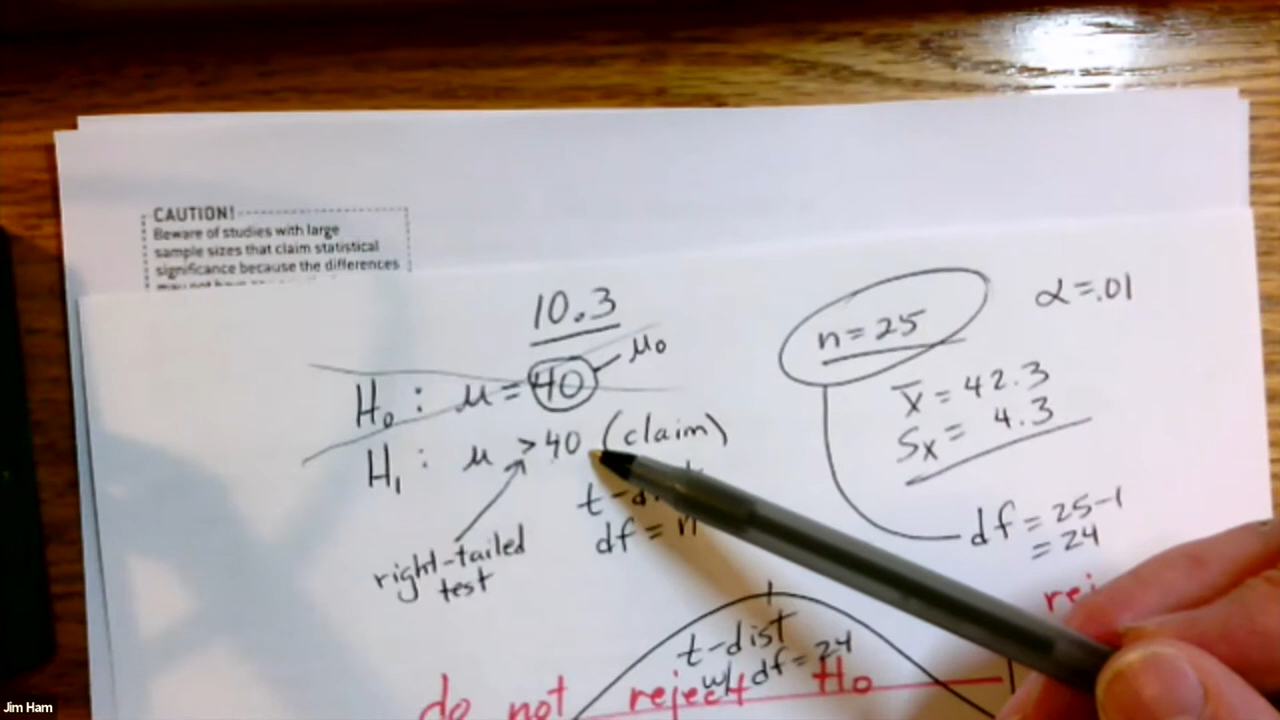 CAUTION!
Beware of studies with large
sample sizes that claim statistical
significance because the differences
10.3
H₀: μ = 40
μ₀
H₁: μ > 40 (claim)
right-tailed
test
df = n
n = 25
α = .01
x̄ = 42.3
Sx = 4.3
df = 25-1
= 24
t-dist
w/ df = 24
do not reject H₀
Jim Ham